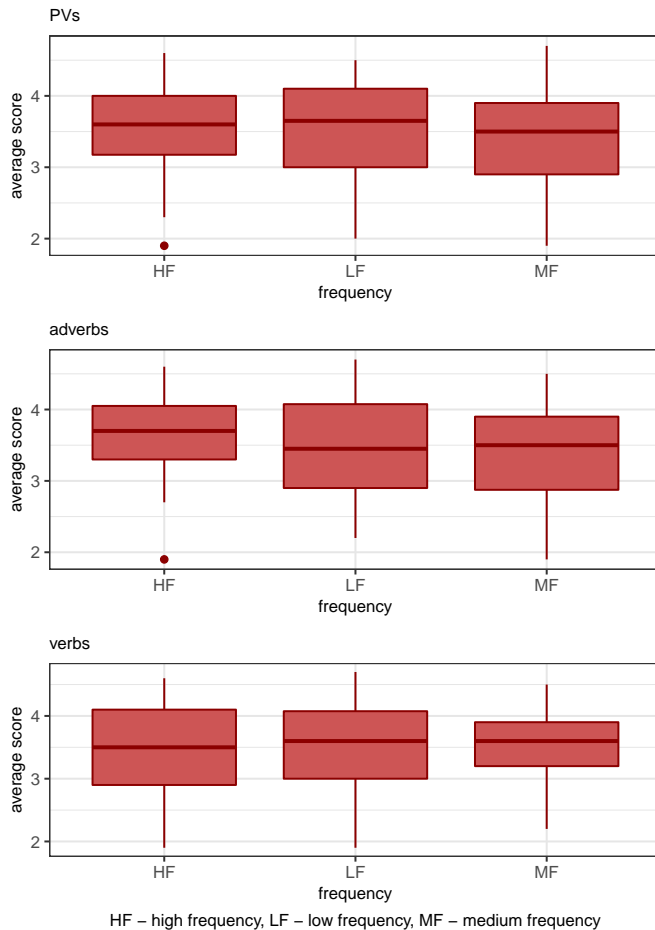 PVs
average score
4
3
2
HF LF MF
frequency
adverbs
average score
4
3
2
HF LF MF
frequency
verbs
average score
4
3
2
HF LF MF
frequency
HF – high frequency, LF – low frequency, MF – medium frequency